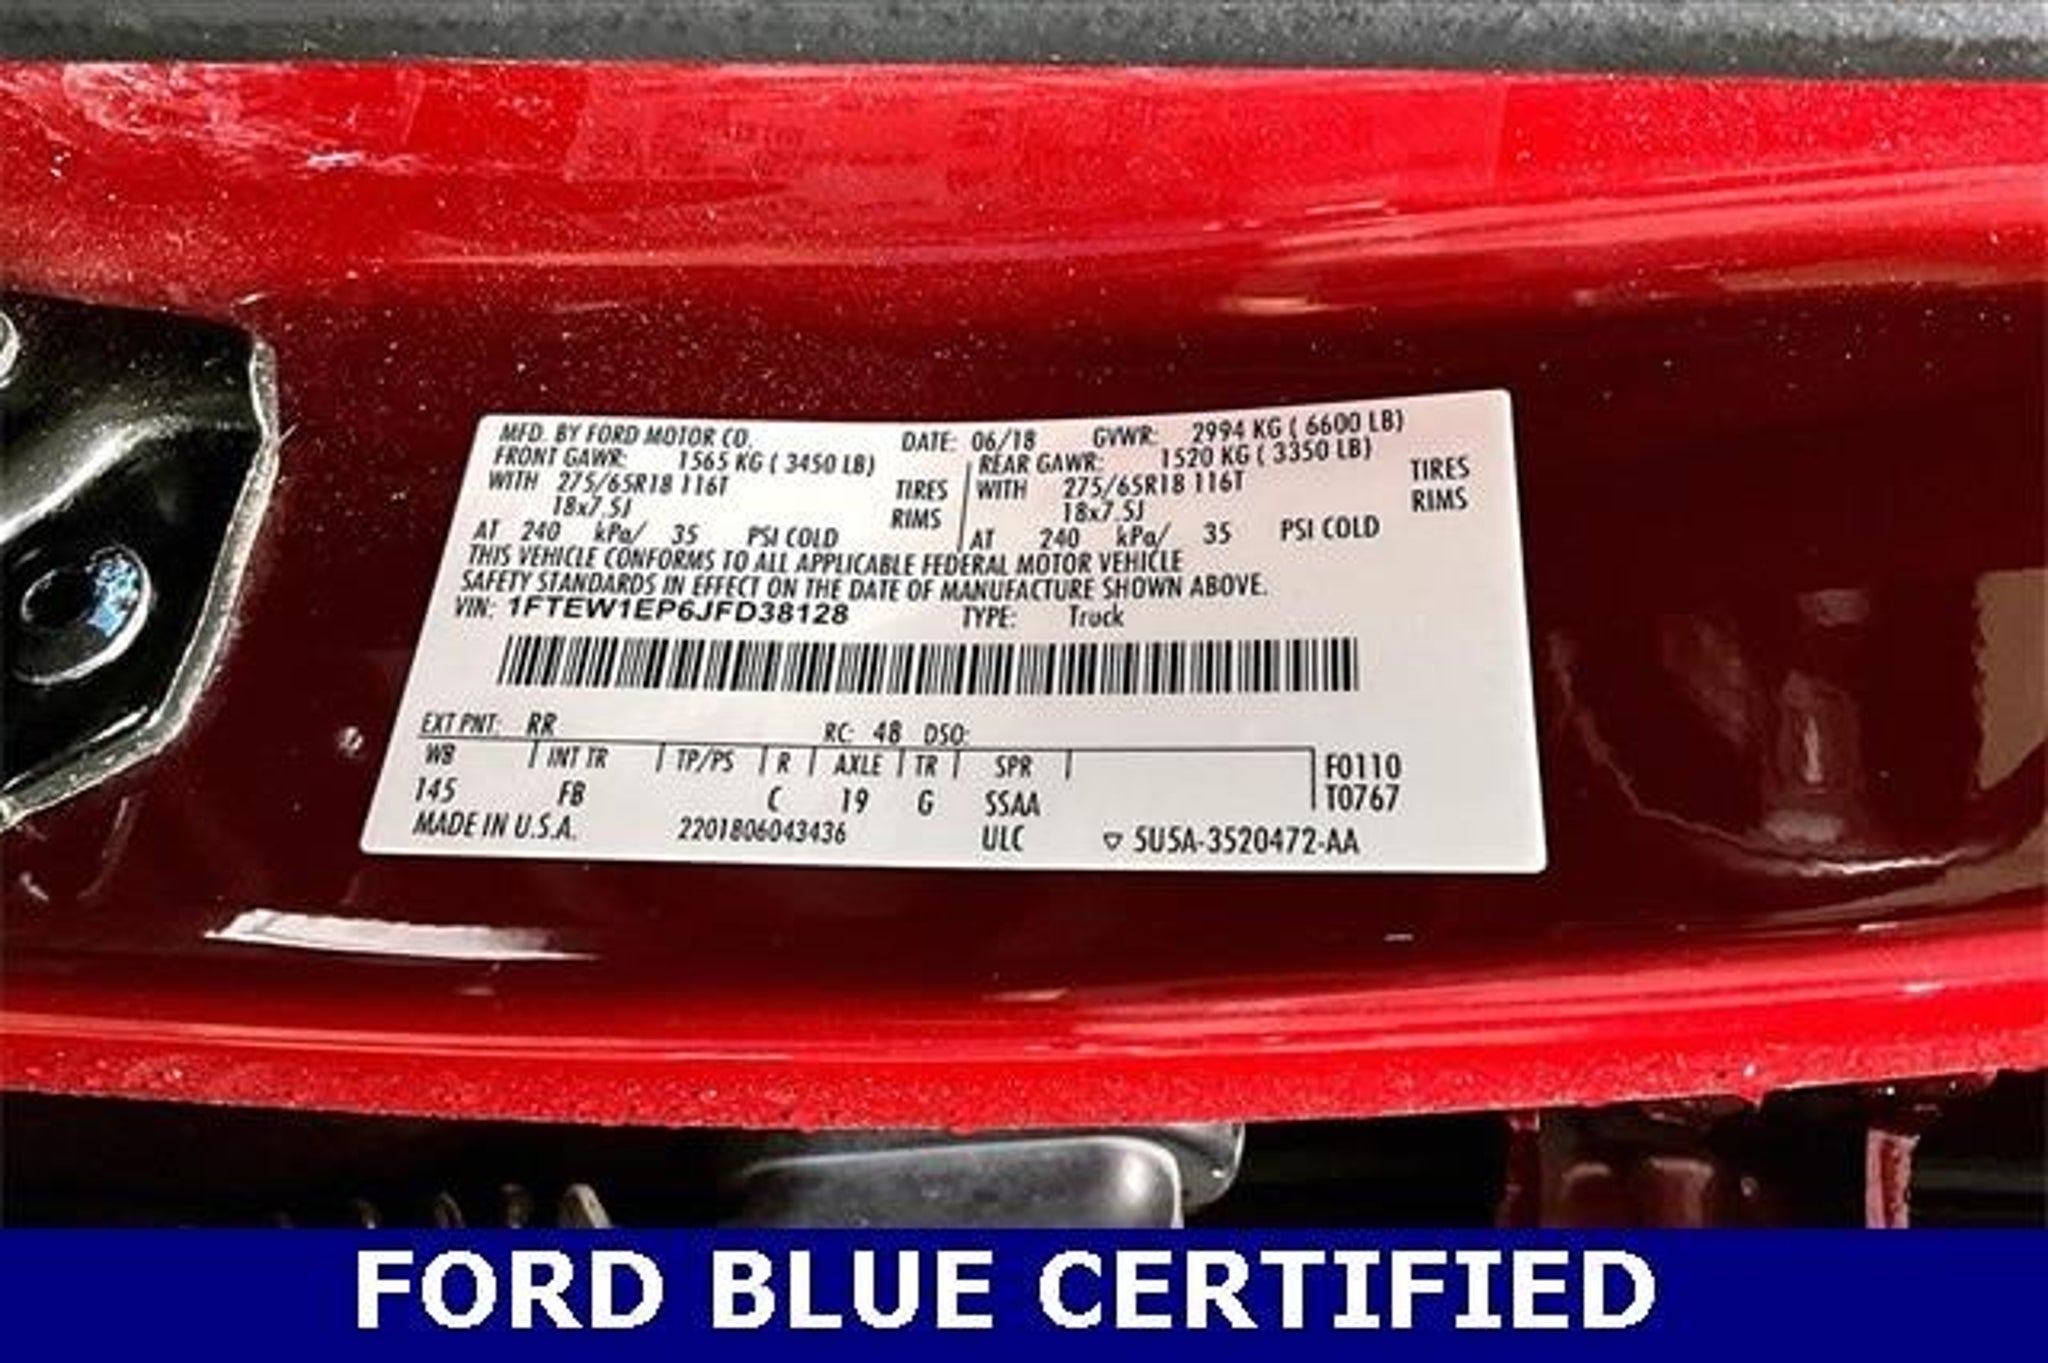 MFD. BY FORD MOTOR CO. DATE: 06/18 GVWR: 2994 KG ( 6600 LB)
FRONT GAWR: 1565 KG ( 3450 LB) REAR GAWR: 1520 KG ( 3350 LB)
WITH 275/65R18 116T TIRES WITH 275/65R18 116T TIRES
18x7.5J RIMS 18x7.5J RIMS
AT 240 kPa/ 35 PSI COLD AT 240 kPa/ 35 PSI COLD
THIS VEHICLE CONFORMS TO ALL APPLICABLE FEDERAL MOTOR VEHICLE
SAFETY STANDARDS IN EFFECT ON THE DATE OF MANUFACTURE SHOWN ABOVE.
VIN: 1FTEW1EP6JFD38128 TYPE: Truck
EXT PNT: RR RC: 48 DSO:
WB INT TR TP/PS R AXLE TR SPR F0110
145 FB C 19 G SSAA T0767
MADE IN U.S.A. 2201806043436 ULC ▽ 5U5A-3520472-AA
FORD BLUE CERTIFIED